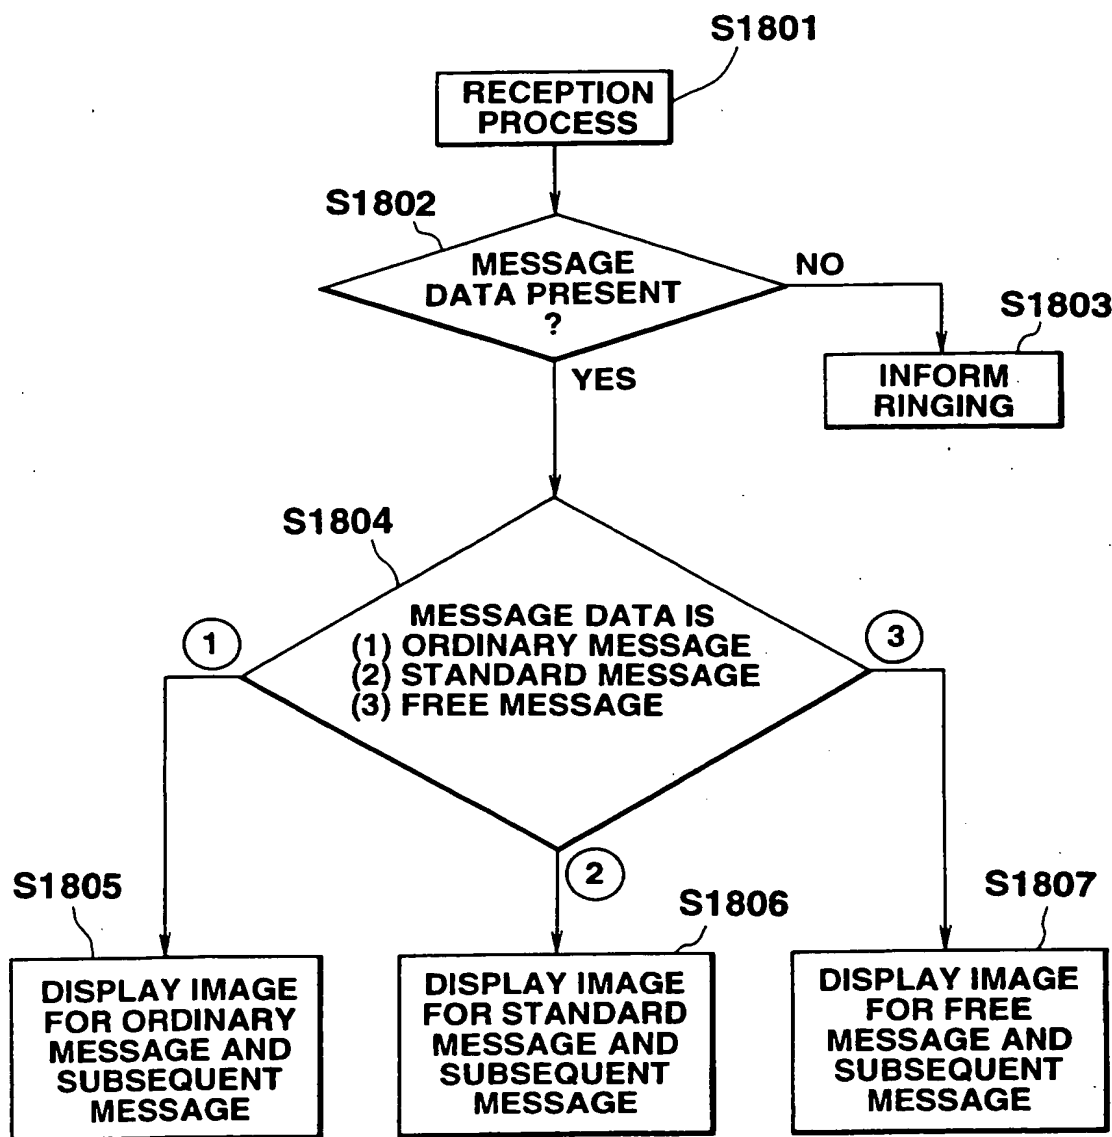 S1801
RECEPTION
PROCESS
S1802
MESSAGE
DATA PRESENT
?
NO
YES
S1803
INFORM
RINGING
S1804
MESSAGE DATA IS
(1) ORDINARY MESSAGE
(2) STANDARD MESSAGE
(3) FREE MESSAGE
1
3
2
S1805
DISPLAY IMAGE
FOR ORDINARY
MESSAGE AND
SUBSEQUENT
MESSAGE
S1806
DISPLAY IMAGE
FOR STANDARD
MESSAGE AND
SUBSEQUENT
MESSAGE
S1807
DISPLAY IMAGE
FOR FREE
MESSAGE AND
SUBSEQUENT
MESSAGE